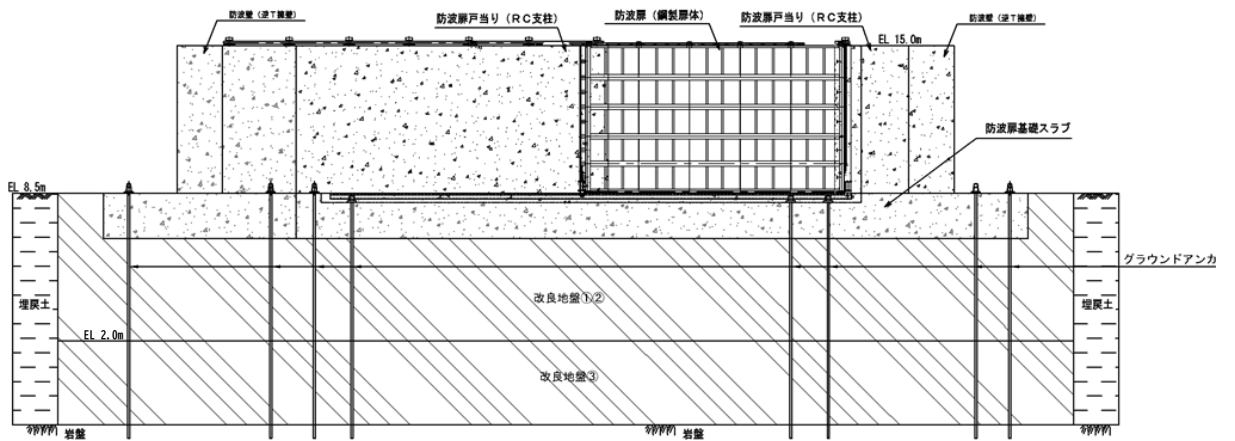 防波壁（逆Ｔ擁壁）
防波扉戸当り（ＲＣ支柱）
防波扉（鋼製扉体）
防波扉戸当り（ＲＣ支柱）
防波壁（逆Ｔ擁壁）
EL 15.0m
防波扉基礎スラブ
EL 8.5m
グラウンドアンカ
改良地盤①②
埋戻土
埋戻土
EL 2.0m
改良地盤③
岩盤
岩盤